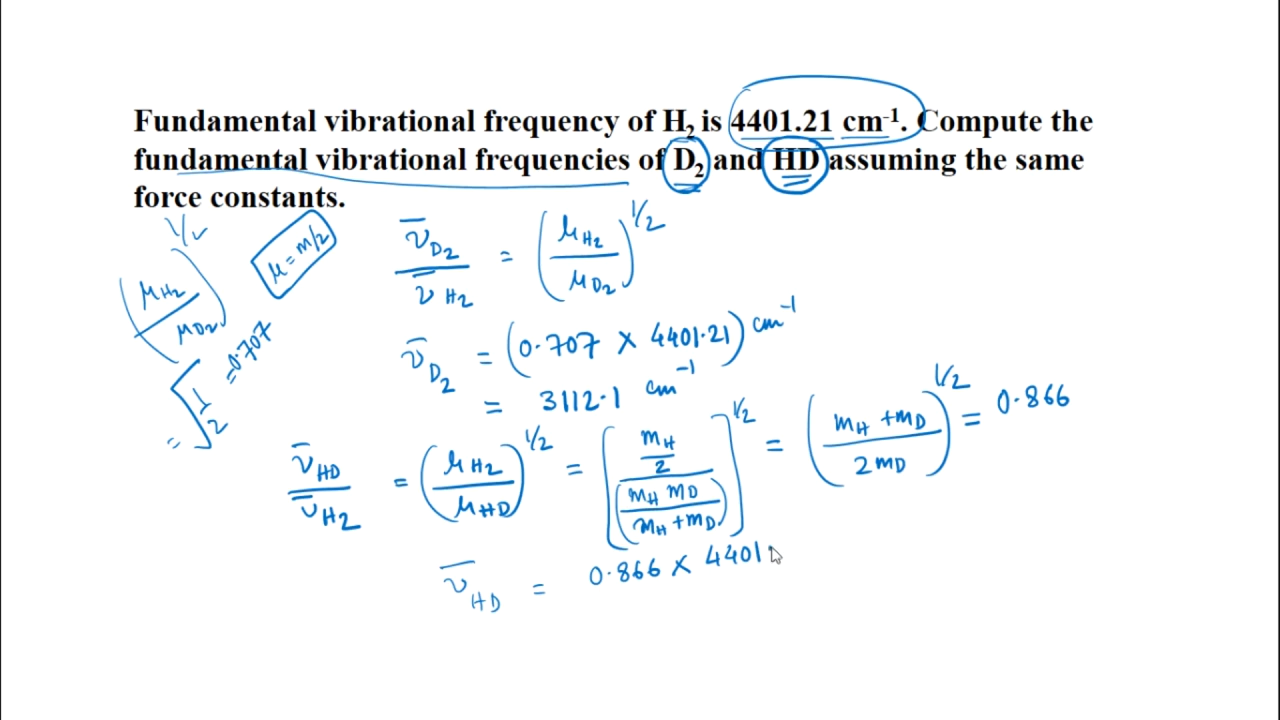 Fundamental vibrational frequency of H₂ is 4401.21 cm⁻¹. Compute the
fundamental vibrational frequencies of D₂ and HD assuming the same
force constants.
(μH₂/μD₂)^1/2
= √1/2 = 0.707
μ = m/2
ν̄D₂/ν̄H₂ = (μH₂/μD₂)^1/2
ν̄D₂ = (0.707 × 4401.21) cm⁻¹
= 3112.1 cm⁻¹
ν̄HD/ν̄H₂ = (μH₂/μHD)^1/2 = [(mH/2)/(mH mD/(mH + mD))]^1/2 = ((mH + mD)/2mD)^1/2 = 0.866
ν̄HD = 0.866 × 4401